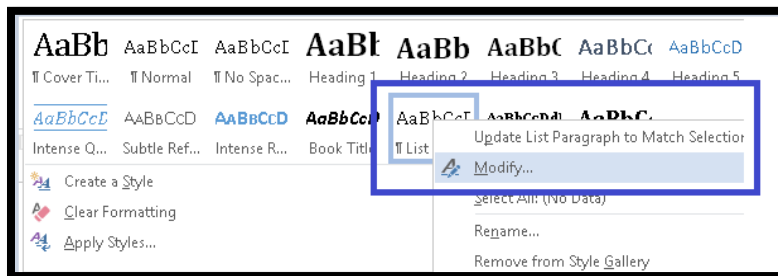 AaBb AaBbCcI AaBbCcI AaBb AaBb AaBbC AaBbCc AaBbCcD
¶ Cover Ti... ¶ Normal ¶ No Spac... Heading 1 Heading 2 Heading 3 Heading 4 Heading 5
AaBbCcD AABBCCD AABBCCD AaBbCcD AaBbCcI AaBbCcDdI AaBbC
Intense Q... Subtle Ref... Intense R... Book Title ¶ List
Update List Paragraph to Match Selection
Modify...
Create a Style
Select All: (No Data)
Clear Formatting
Rename...
Apply Styles...
Remove from Style Gallery